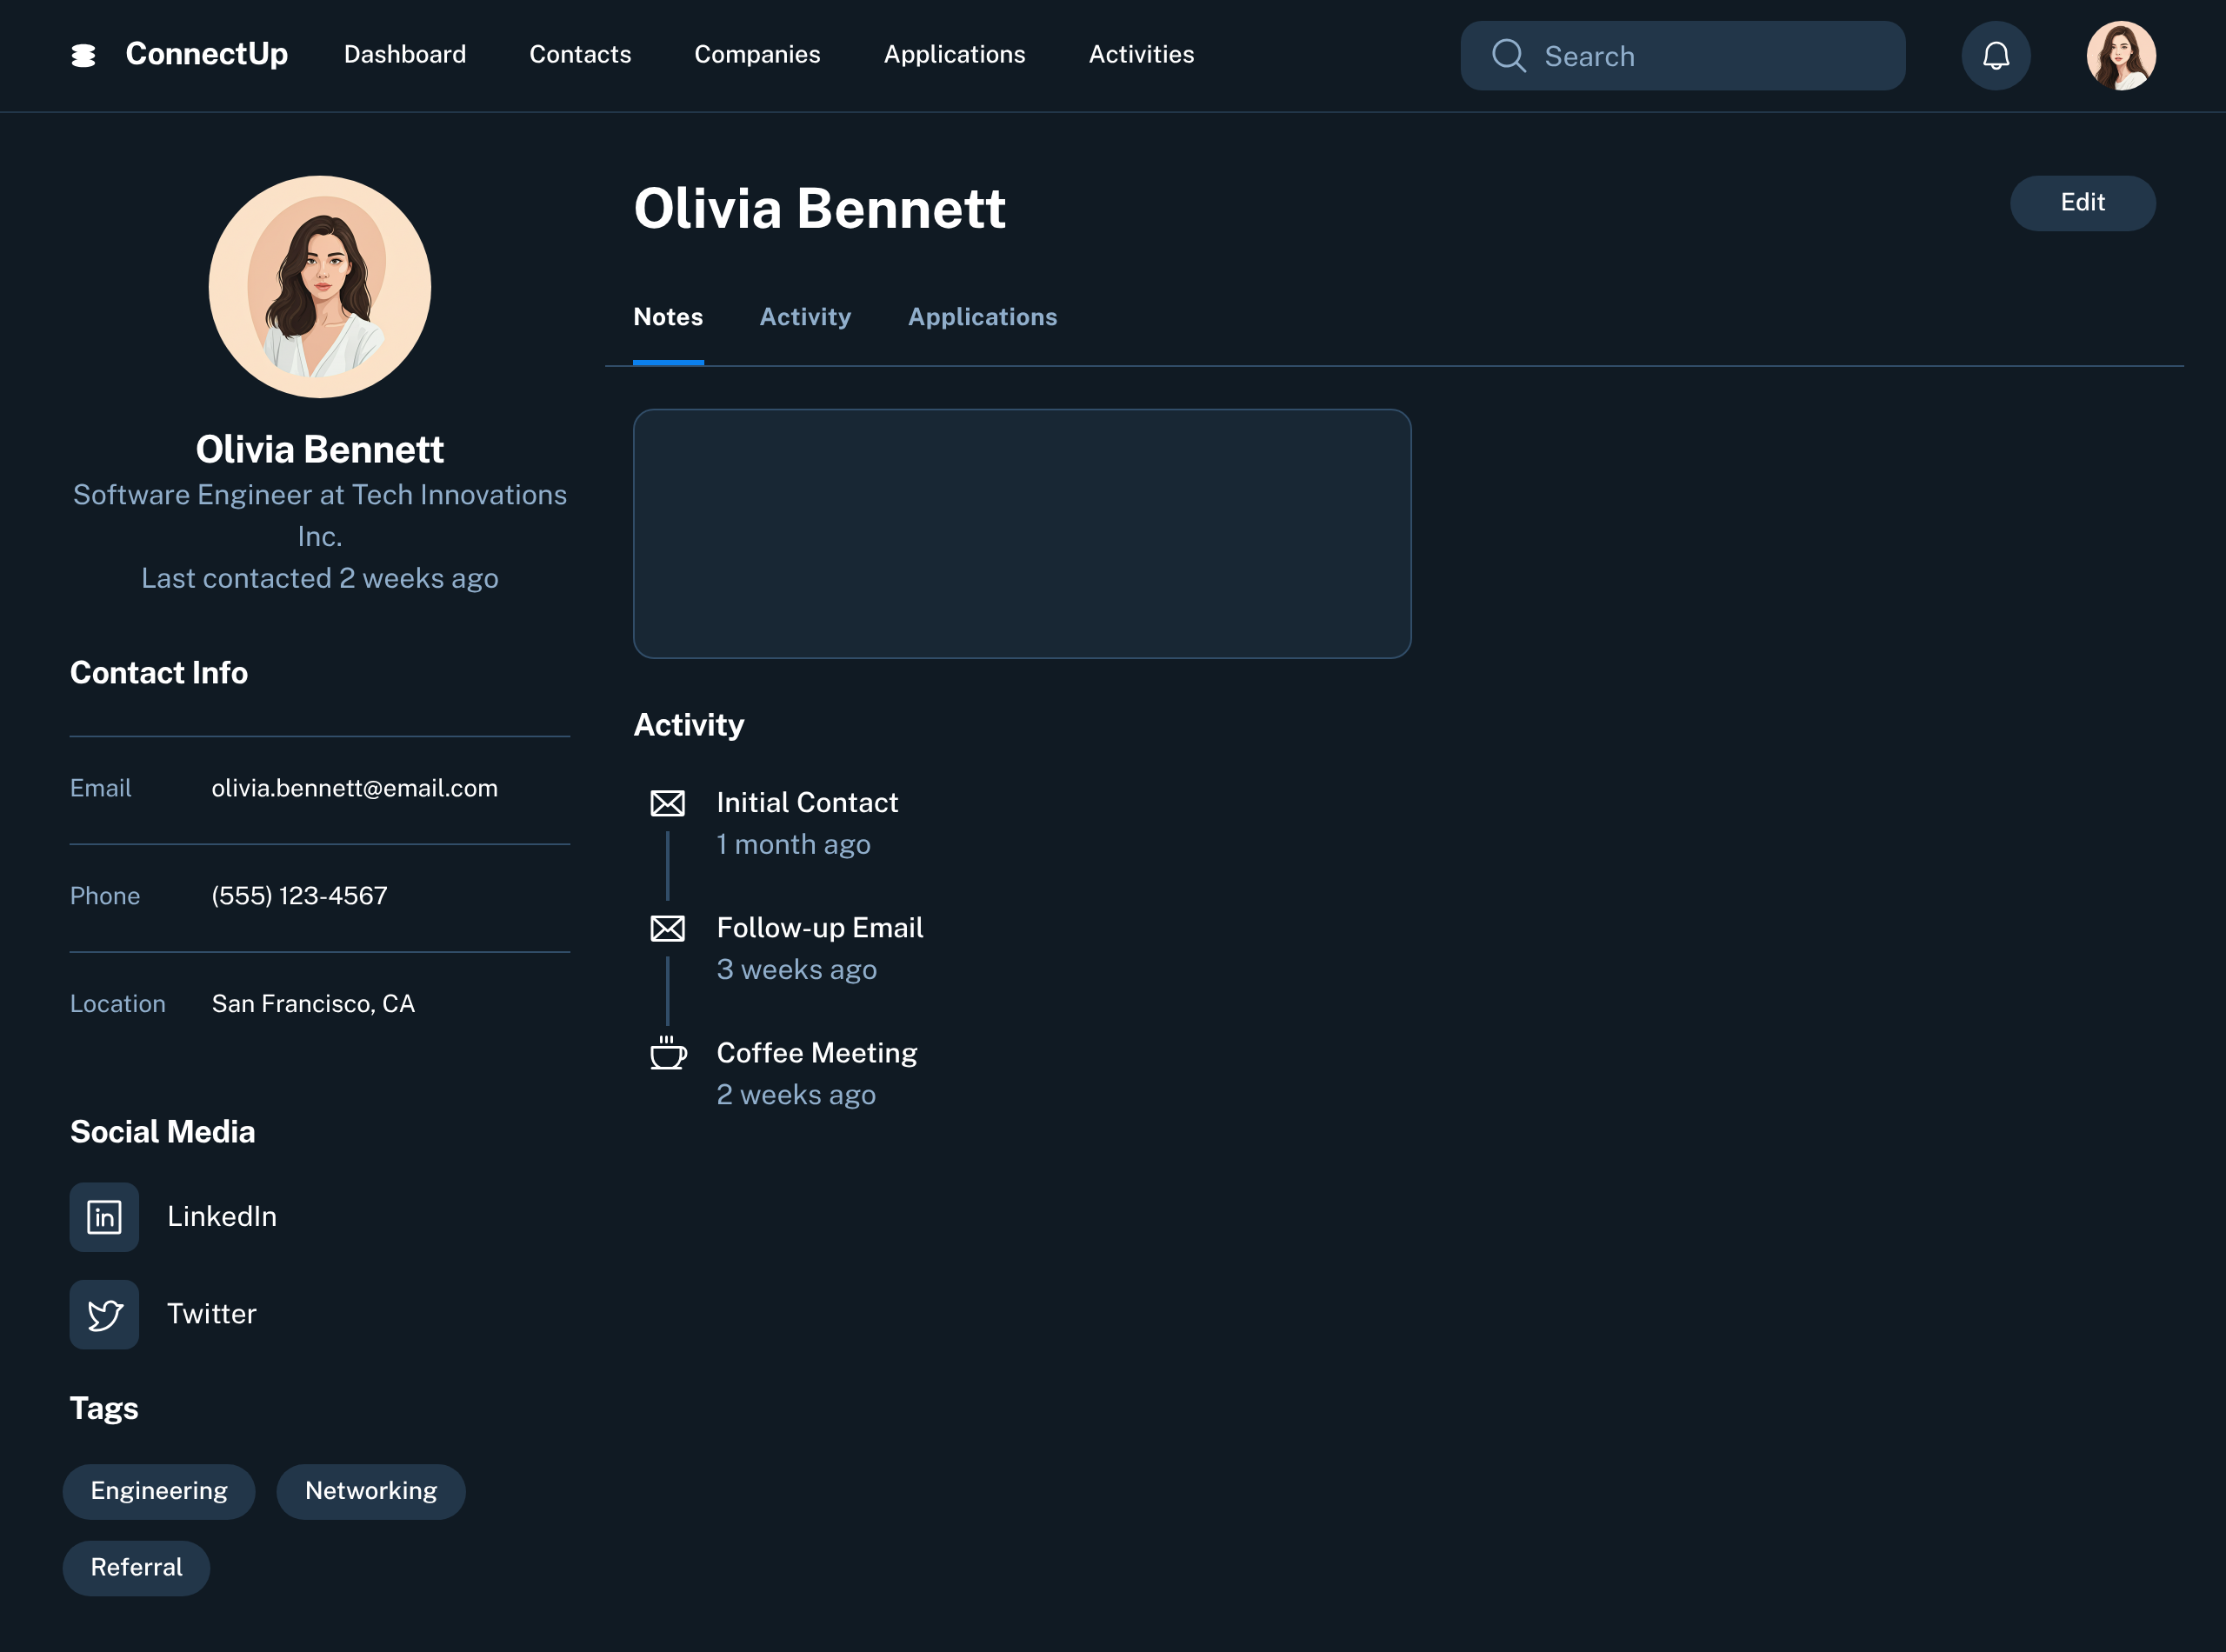 ConnectUp
Dashboard
Contacts
Companies
Applications
Activities
Search
Olivia Bennett
Software Engineer at Tech Innovations
Inc.
Last contacted 2 weeks ago
Contact Info
Email olivia.bennett@email.com
Phone (555) 123-4567
Location San Francisco, CA
Social Media
in LinkedIn
Twitter
Tags
Engineering
Networking
Referral
Olivia Bennett
Edit
Notes
Activity
Applications
Activity
Initial Contact
1 month ago
Follow-up Email
3 weeks ago
Coffee Meeting
2 weeks ago